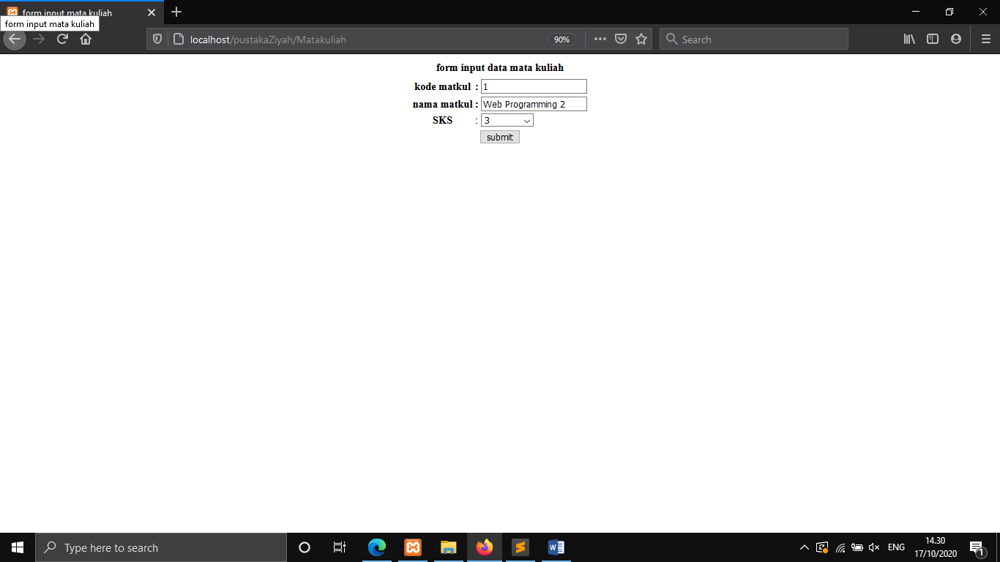 form input mata kuliah
form input mata kuliah
localhost/pustakaZiyah/Matakuliah
90%
Search
form input data mata kuliah
kode matkul : 1
nama matkul : Web Programming 2
SKS : 3
submit
Type here to search
ENG
14.30
17/10/2020
1